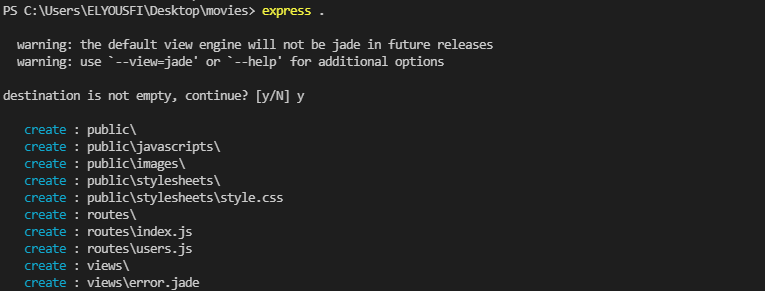 PS C:\Users\ELYOUSFI\Desktop\movies> express .
warning: the default view engine will not be jade in future releases
warning: use `--view=jade' or `--help' for additional options
destination is not empty, continue? [y/N] y
create : public\
create : public\javascripts\
create : public\images\
create : public\stylesheets\
create : public\stylesheets\style.css
create : routes\
create : routes\index.js
create : routes\users.js
create : views\
create : views\error.jade